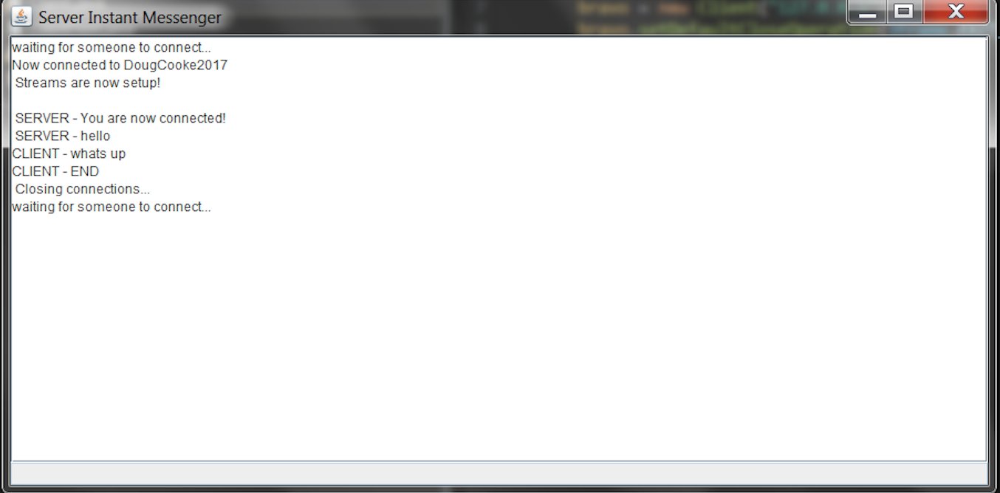 Server Instant Messenger
waiting for someone to connect...
Now connected to DougCooke2017
Streams are now setup!
SERVER - You are now connected!
SERVER - hello
CLIENT - whats up
CLIENT - END
Closing connections...
waiting for someone to connect...